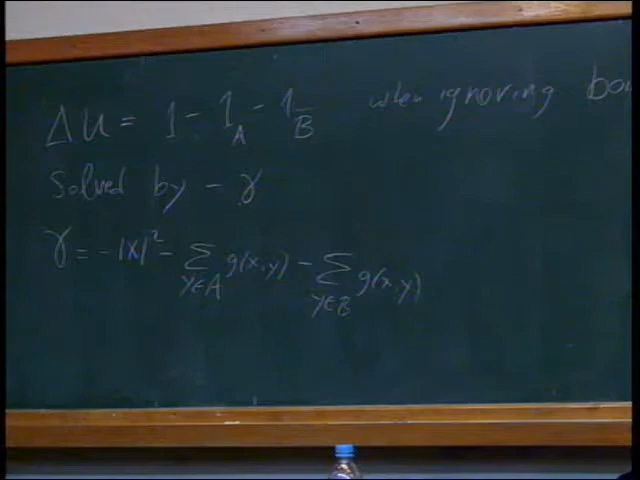 Δu = 1 - 1_A - 1_B when ignoring
Solved by - γ
γ = -|x|² - Σ_{y∈A} g(x,y) - Σ_{y∈B} g(x,y)